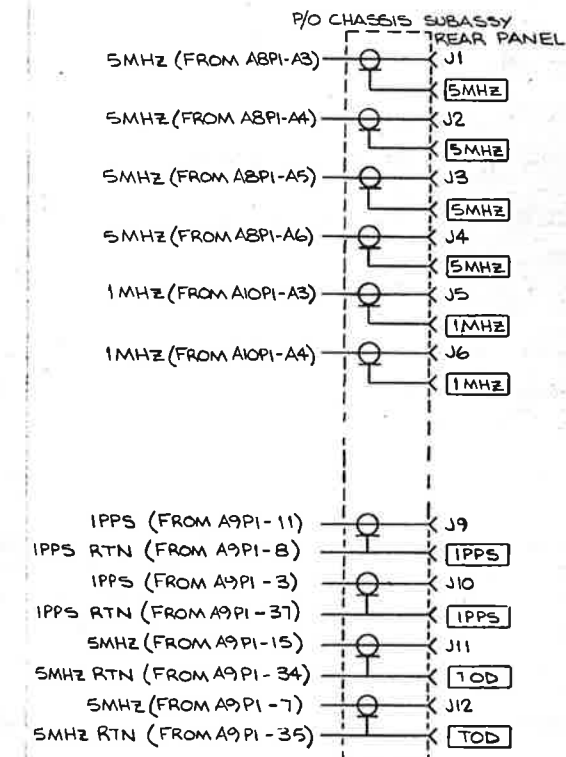 P/O CHASSIS SUBASSY
REAR PANEL
5MHZ (FROM A8P1-A3) J1
5MHZ
5MHZ (FROM A8P1-A4) J2
5MHZ
5MHZ (FROM A8P1-A5) J3
5MHZ
5MHZ (FROM A8P1-A6) J4
5MHZ
1MHZ (FROM A10P1-A3) J5
1MHZ
1MHZ (FROM A10P1-A4) J6
1MHZ
1PPS (FROM A9P1-11) J9
1PPS RTN (FROM A9P1-8) 1PPS
1PPS (FROM A9P1-3) J10
1PPS RTN (FROM A9P1-37) 1PPS
5MHZ (FROM A9P1-15) J11
5MHZ RTN (FROM A9P1-34) TOD
5MHZ (FROM A9P1-7) J12
5MHZ RTN (FROM A9P1-35) TOD